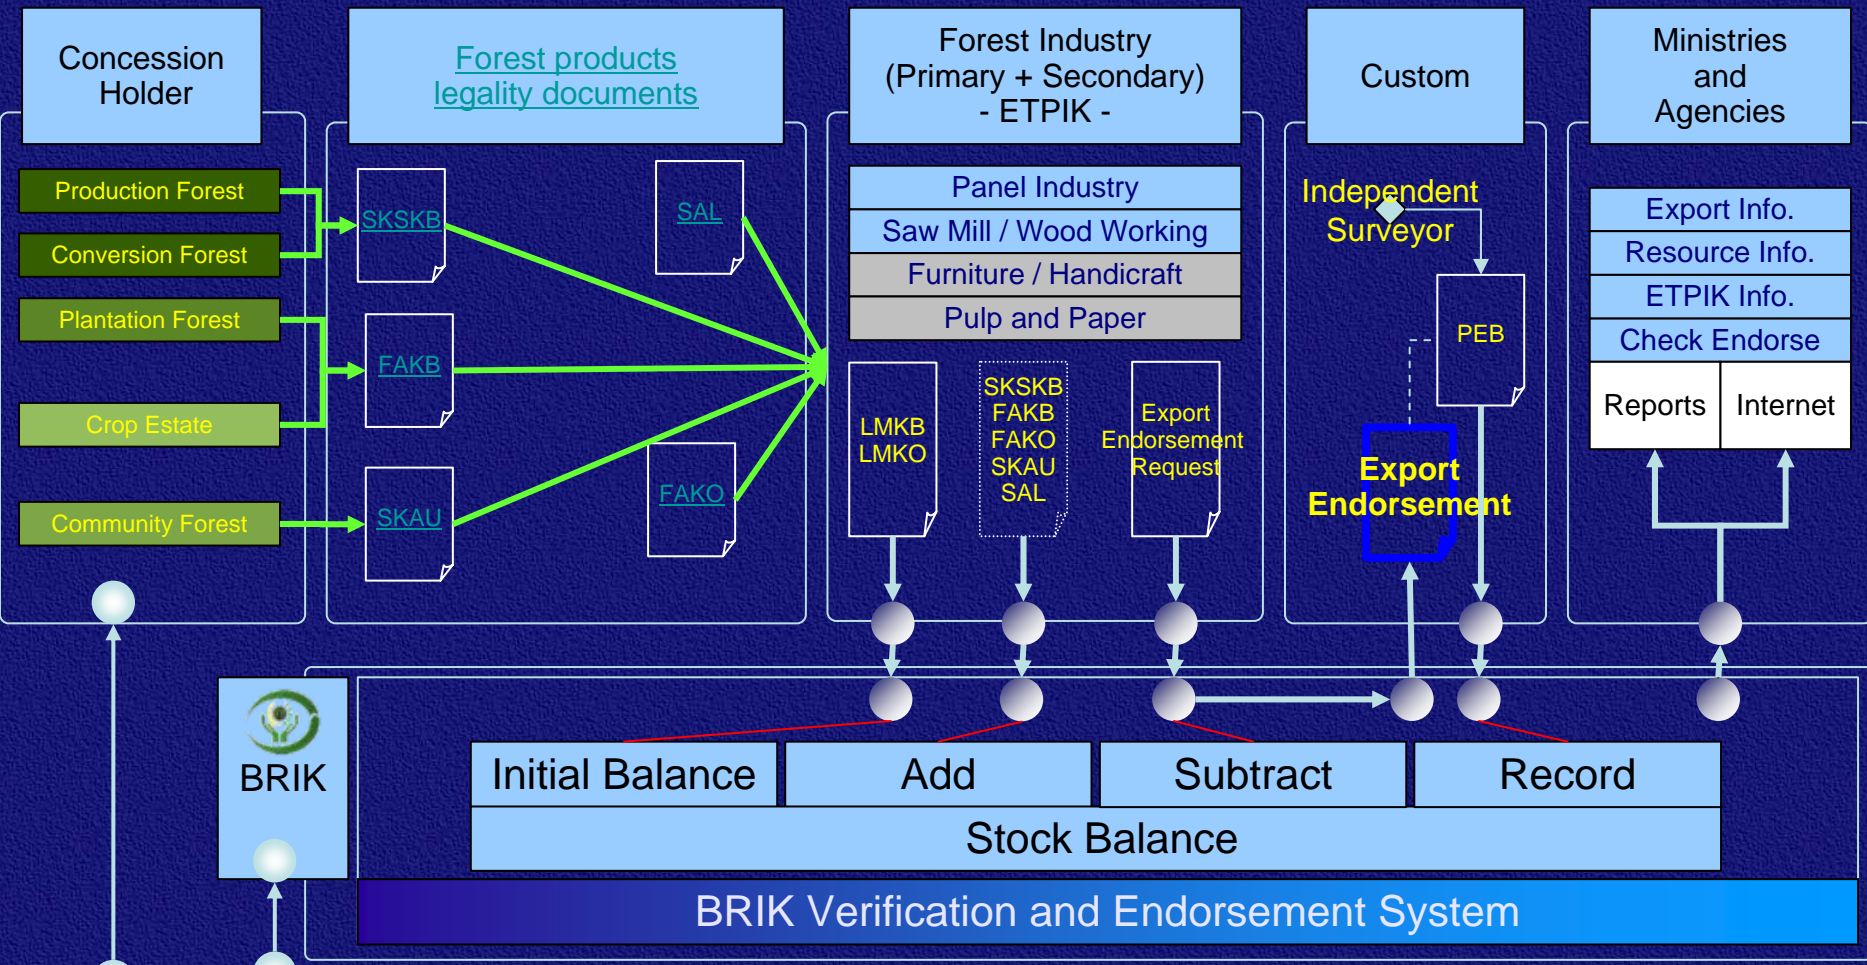 Concession
Holder
Production Forest
Conversion Forest
Plantation Forest
Crop Estate
Community Forest
Forest products
legality documents
SKSKB
SAL
FAKB
FAKO
SKAU
Forest Industry
(Primary + Secondary)
- ETPIK -
Panel Industry
Saw Mill / Wood Working
Furniture / Handicraft
Pulp and Paper
LMKB
LMKO
SKSKB
FAKB
FAKO
SKAU
SAL
Export
Endorsement
Request
Custom
Independent
Surveyor
PEB
Export
Endorsement
Ministries
and
Agencies
Export Info.
Resource Info.
ETPIK Info.
Check Endorse
Reports
Internet
BRIK
Initial Balance
Add
Subtract
Record
Stock Balance
BRIK Verification and Endorsement System